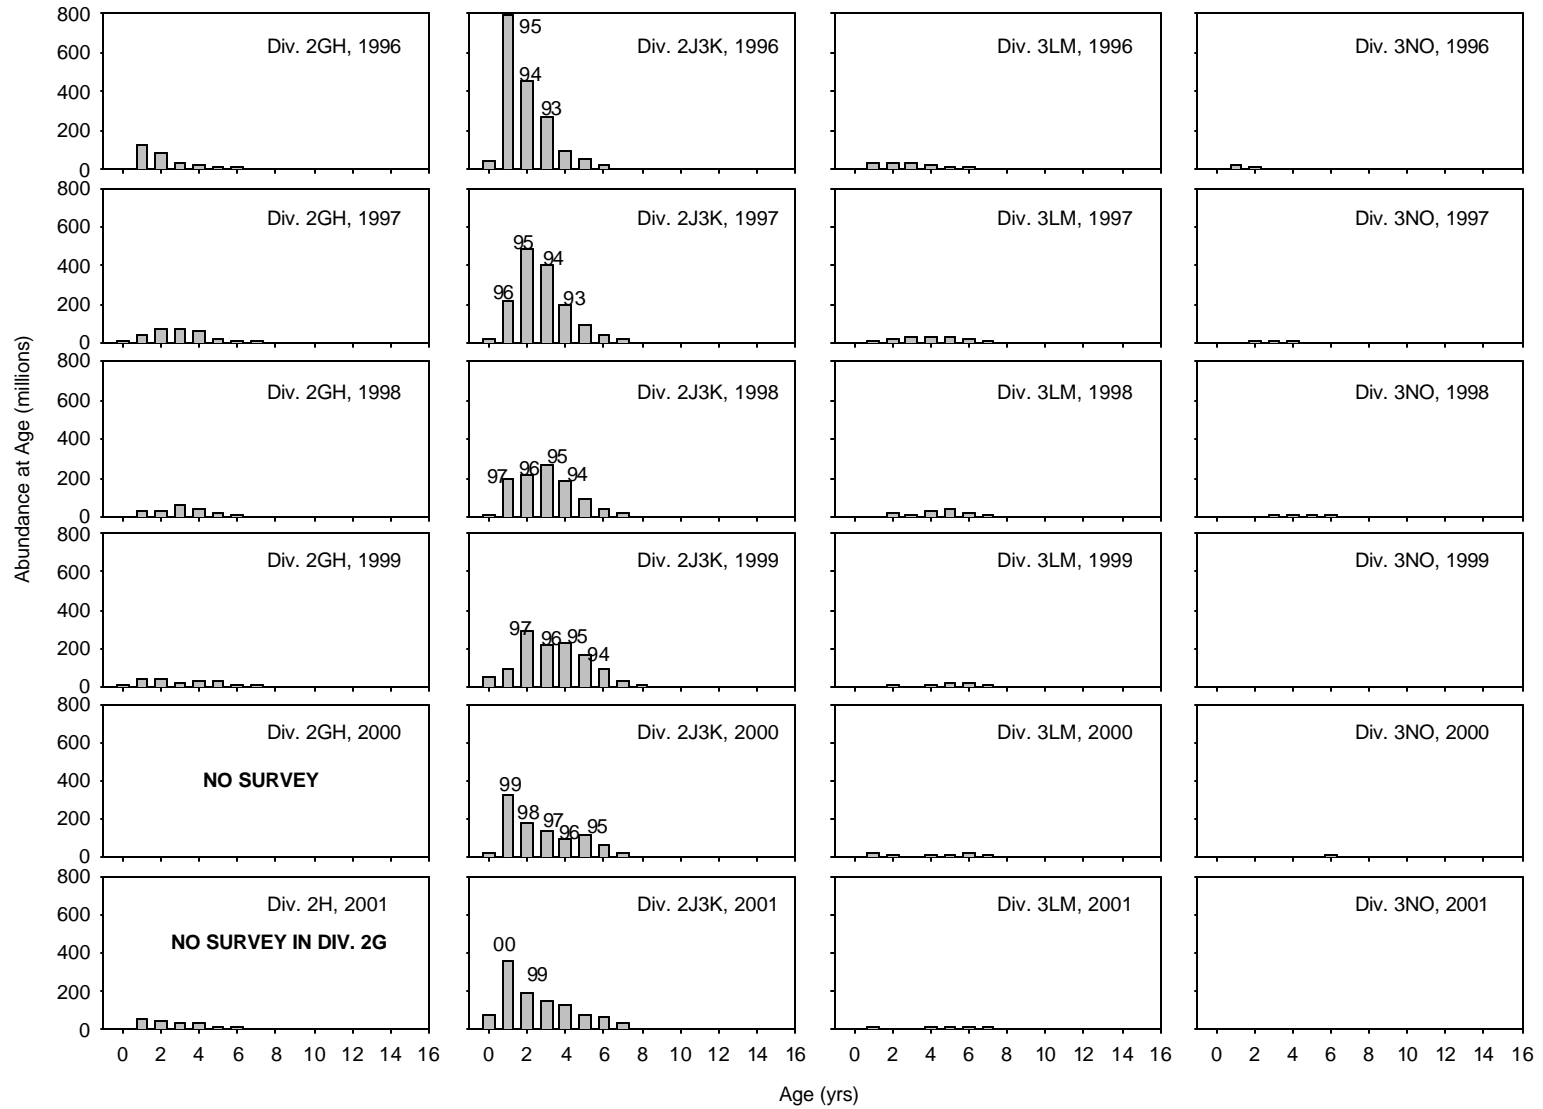 Abundance at Age (millions)
800
600
400
200
0
Div. 2GH, 1996
95
94
93
Div. 2J3K, 1996
Div. 3LM, 1996
Div. 3NO, 1996
800
600
400
200
0
Div. 2GH, 1997
96
95
94
93
Div. 2J3K, 1997
Div. 3LM, 1997
Div. 3NO, 1997
800
600
400
200
0
Div. 2GH, 1998
97
96
95
94
Div. 2J3K, 1998
Div. 3LM, 1998
Div. 3NO, 1998
800
600
400
200
0
Div. 2GH, 1999
97
96
95
94
Div. 2J3K, 1999
Div. 3LM, 1999
Div. 3NO, 1999
800
600
400
200
0
Div. 2GH, 2000
NO SURVEY
99
98
97
96
95
Div. 2J3K, 2000
Div. 3LM, 2000
Div. 3NO, 2000
800
600
400
200
0
Div. 2H, 2001
NO SURVEY IN DIV. 2G
00
99
Div. 2J3K, 2001
Div. 3LM, 2001
Div. 3NO, 2001
0 2 4 6 8 10 12 14 16
0 2 4 6 8 10 12 14 16
0 2 4 6 8 10 12 14 16
0 2 4 6 8 10 12 14 16
Age (yrs)